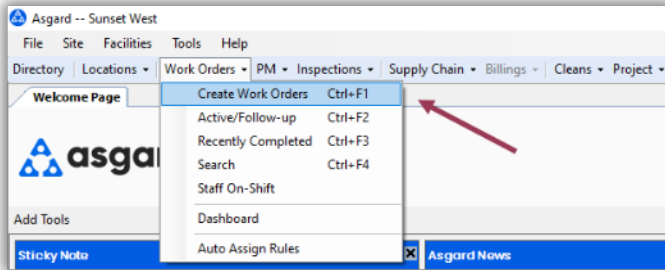 Asgard -- Sunset West
File Site Facilities Tools Help
Directory Locations Work Orders PM Inspections Supply Chain Billings Cleans Project
Welcome Page
Create Work Orders Ctrl+F1
Active/Follow-up Ctrl+F2
Recently Completed Ctrl+F3
Search Ctrl+F4
Staff On-Shift
Dashboard
Auto Assign Rules
asga
Add Tools
Sticky Note X Asgard News